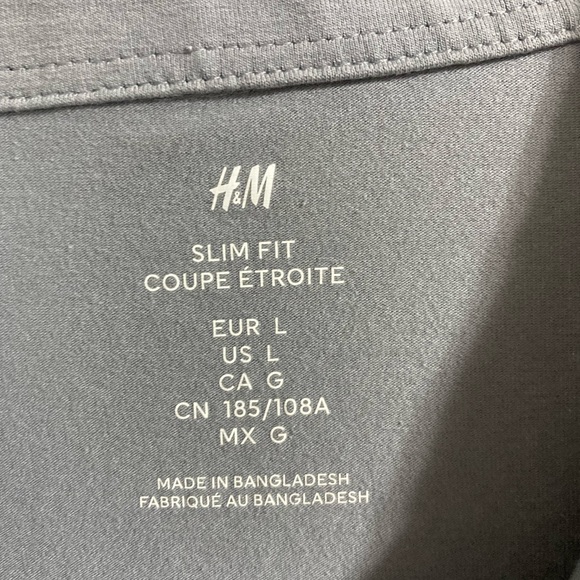 H&M
SLIM FIT
COUPE ÉTROITE
EUR L
US L
CA G
CN 185/108A
MX G
MADE IN BANGLADESH
FABRIQUÉ AU BANGLADESH